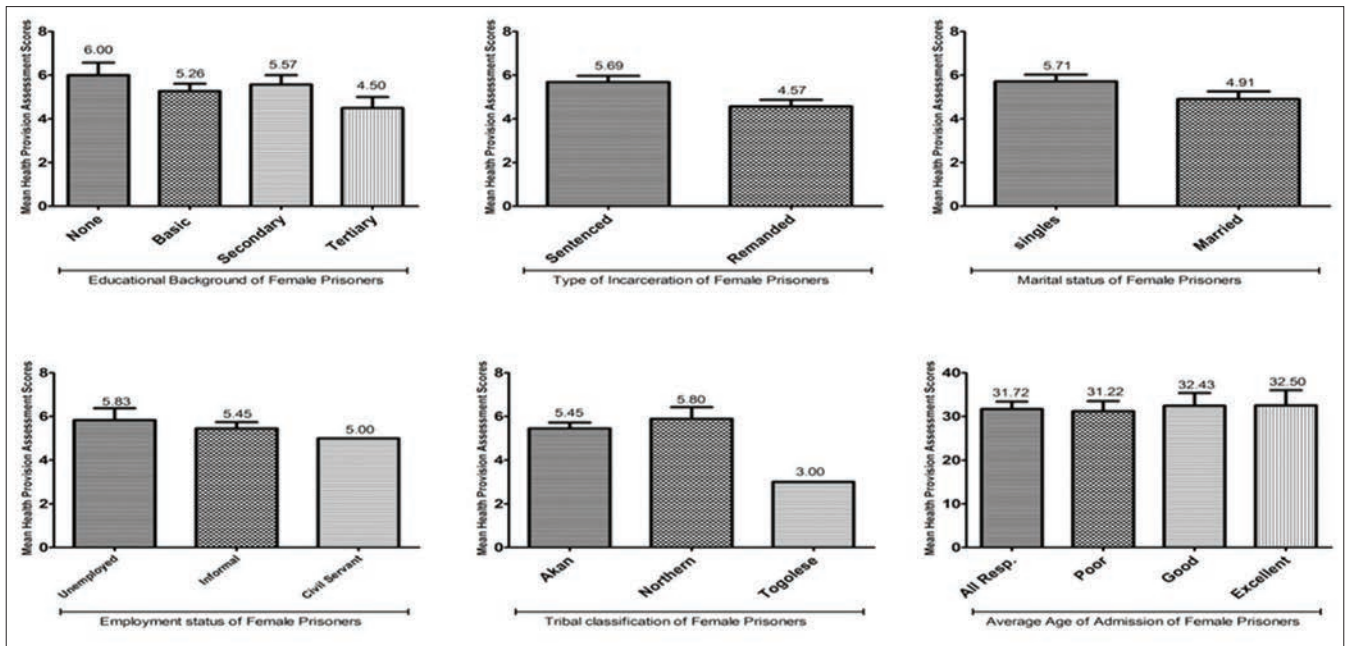 Mean Health Provision Assessment Scores
8
6
4
2
0
6.00
5.26
5.57
4.50
None
Basic
Secondary
Tertiary
Educational Background of Female Prisoners
Mean Health Provision Assessment Scores
8
6
4
2
0
5.69
4.57
Sentenced
Remanded
Type of Incarceration of Female Prisoners
Mean Health Provision Assessment Scores
8
6
4
2
0
5.71
4.91
singles
Married
Marital status of Female Prisoners
Mean Health Provision Assessment Scores
8
6
4
2
0
5.83
5.45
5.00
Unemployed
Informal
Civil Servant
Employment status of Female Prisoners
Mean Health Provision Assessment Scores
8
6
4
2
0
5.45
5.80
3.00
Akan
Northern
Togolese
Tribal classification of Female Prisoners
Mean Health Provision Assessment Scores
40
30
20
10
0
31.72
31.22
32.43
32.50
All Resp.
Poor
Good
Excellent
Average Age of Admission of Female Prisoners